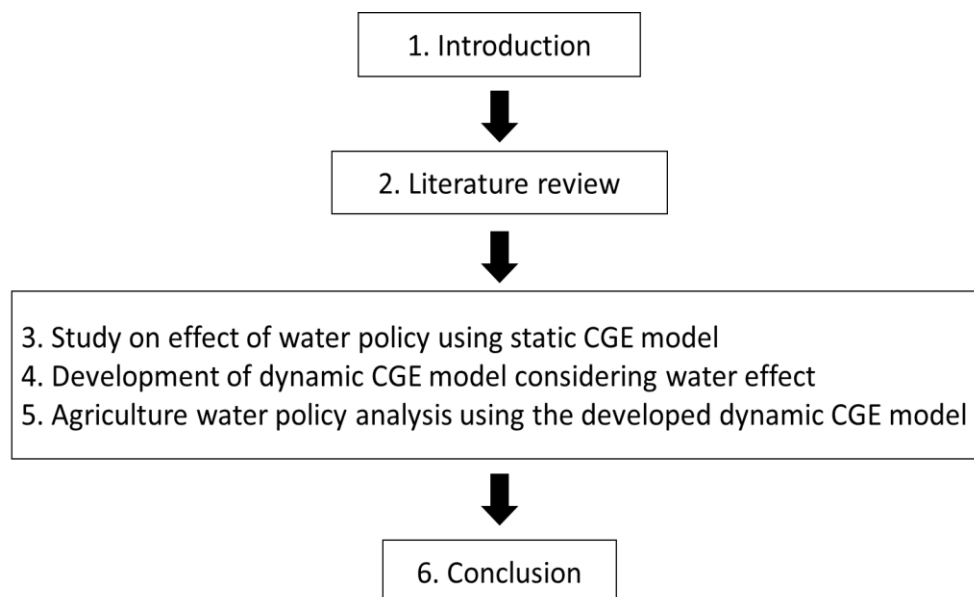 1. Introduction
2. Literature review
3. Study on effect of water policy using static CGE model
4. Development of dynamic CGE model considering water effect
5. Agriculture water policy analysis using the developed dynamic CGE model
6. Conclusion